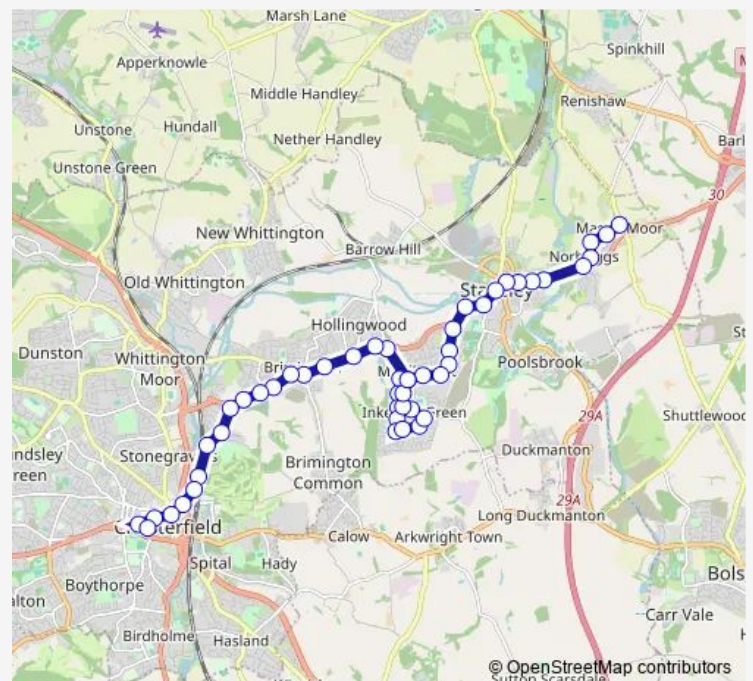 Marsh Lane
Apperknowle
Spinkhill
Middle Handley
Renishaw
Unstone
Hundall
Nether Handley
Unstone Green
30
New Whittington
Barrow Hill
Old Whittington
Hollingwood
Dunston
Whittington
Moor
Poolsbrook
29A
Shuttlewood
Green
Duckmanton
Brimington
Common
29A
Long Duckmanton
Calow
Arkwright Town
Spital
Hady
Boythorpe
Carr Vale
Birdholme
Hasland
© OpenStreetMap contributors